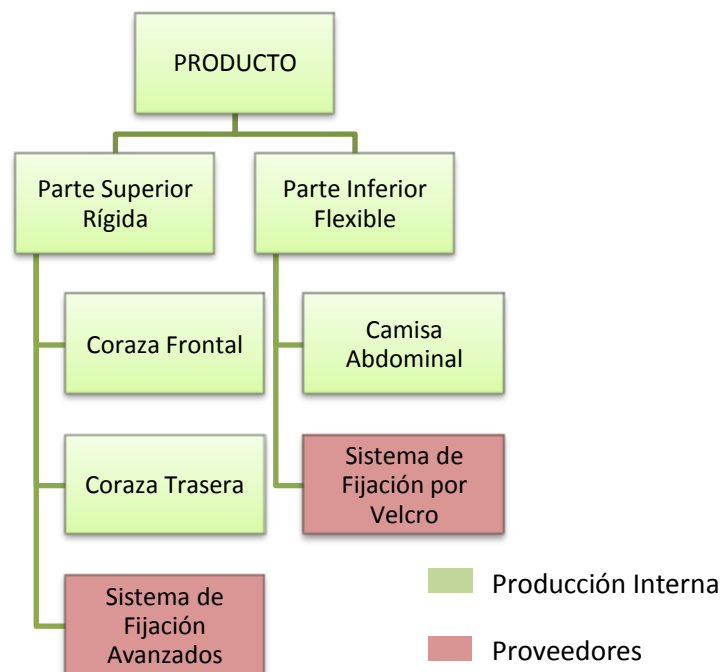 PRODUCTO
Parte Superior
Rígida
Parte Inferior
Flexible
Coraza Frontal
Camisa
Abdominal
Coraza Trasera
Sistema de
Fijación por
Velcro
Sistema de
Fijación
Avanzados
Producción Interna
Proveedores